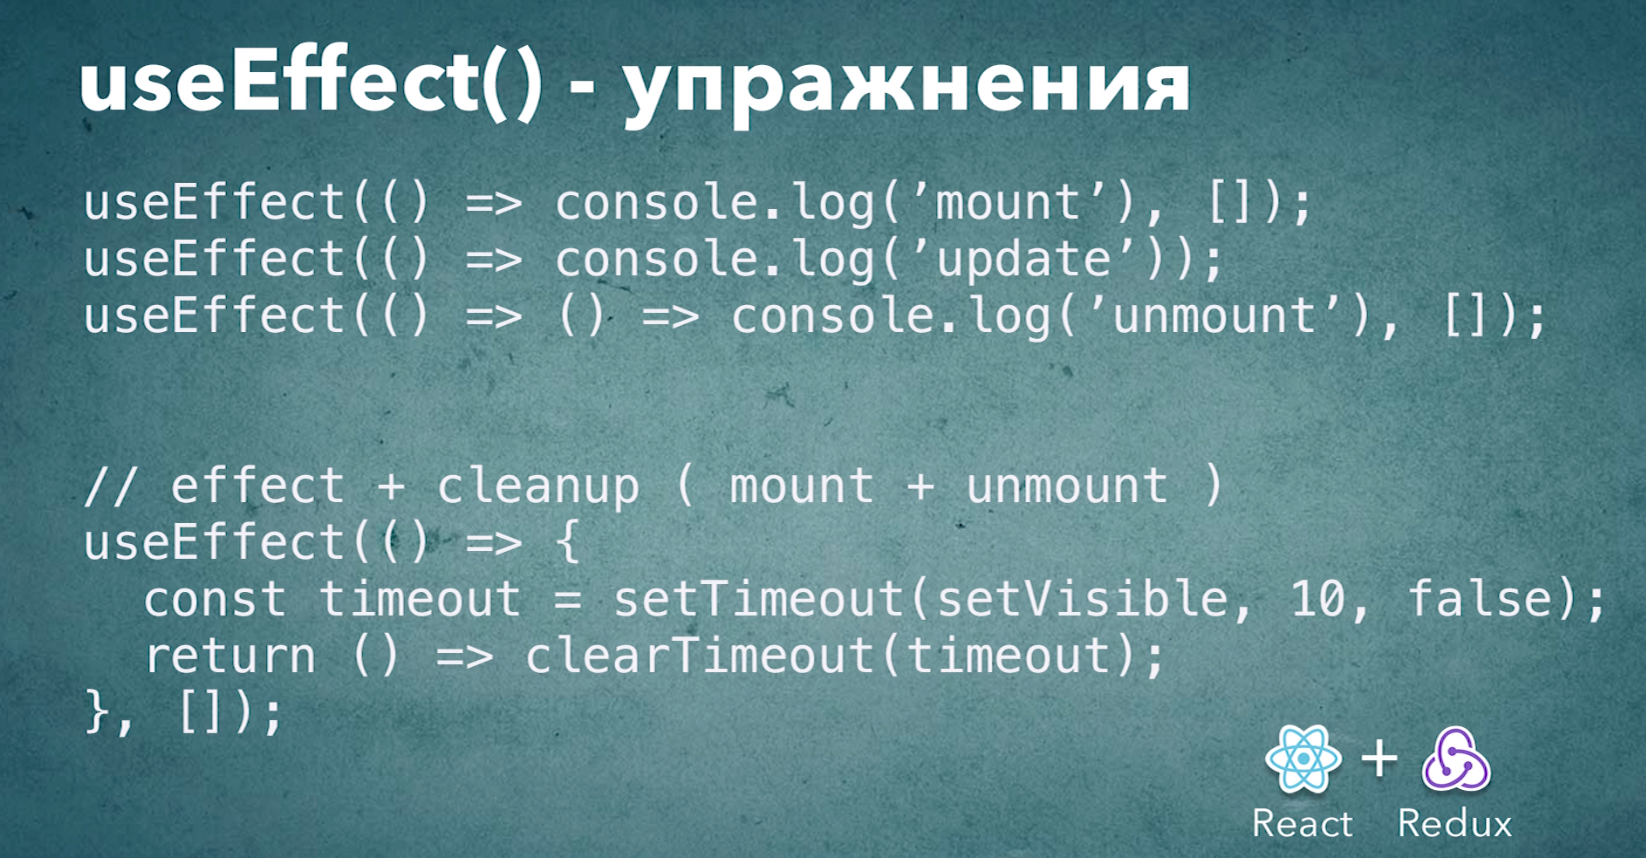 useEffect() - упражнения
useEffect(() => console.log(’mount’), []);
useEffect(() => console.log(’update’));
useEffect(() => () => console.log(’unmount’), []);
// effect + cleanup ( mount + unmount )
useEffect(() => {
  const timeout = setTimeout(setVisible, 10, false);
  return () => clearTimeout(timeout);
}, []);
+
React Redux